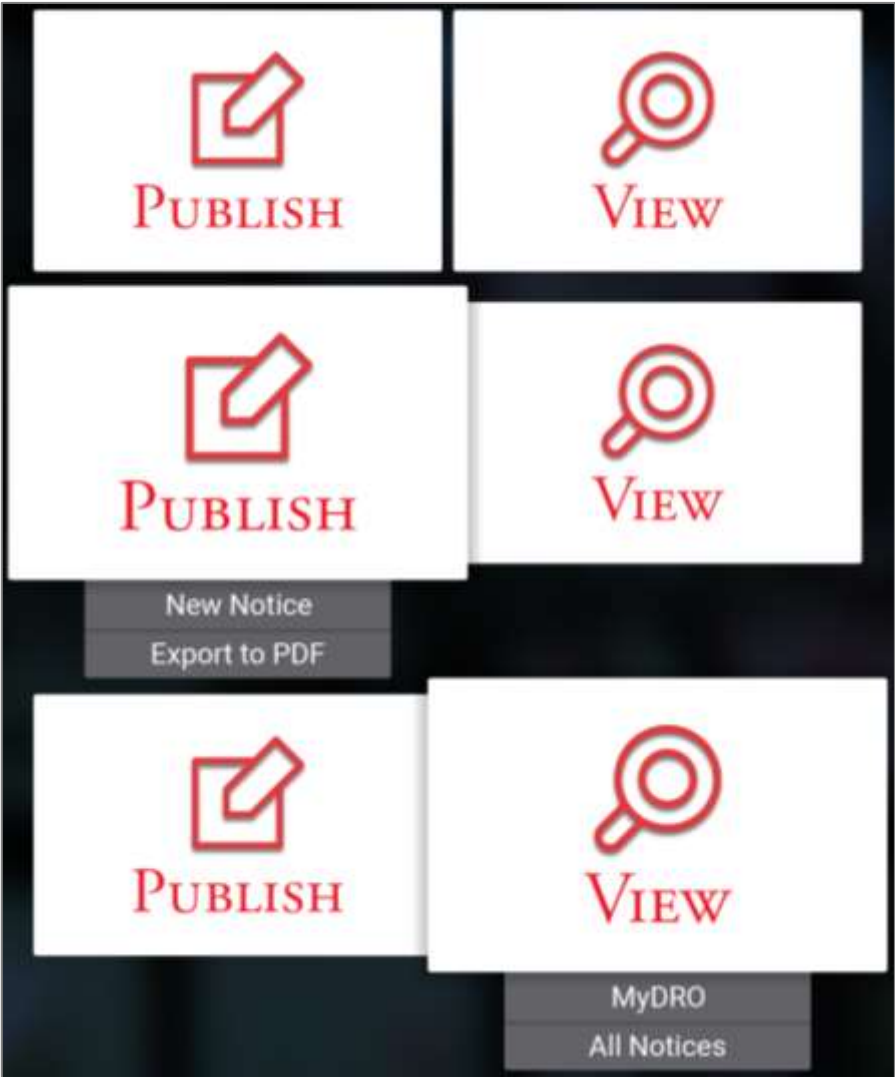 PUBLISH
VIEW
PUBLISH
VIEW
New Notice
Export to PDF
PUBLISH
VIEW
MyDRO
All Notices